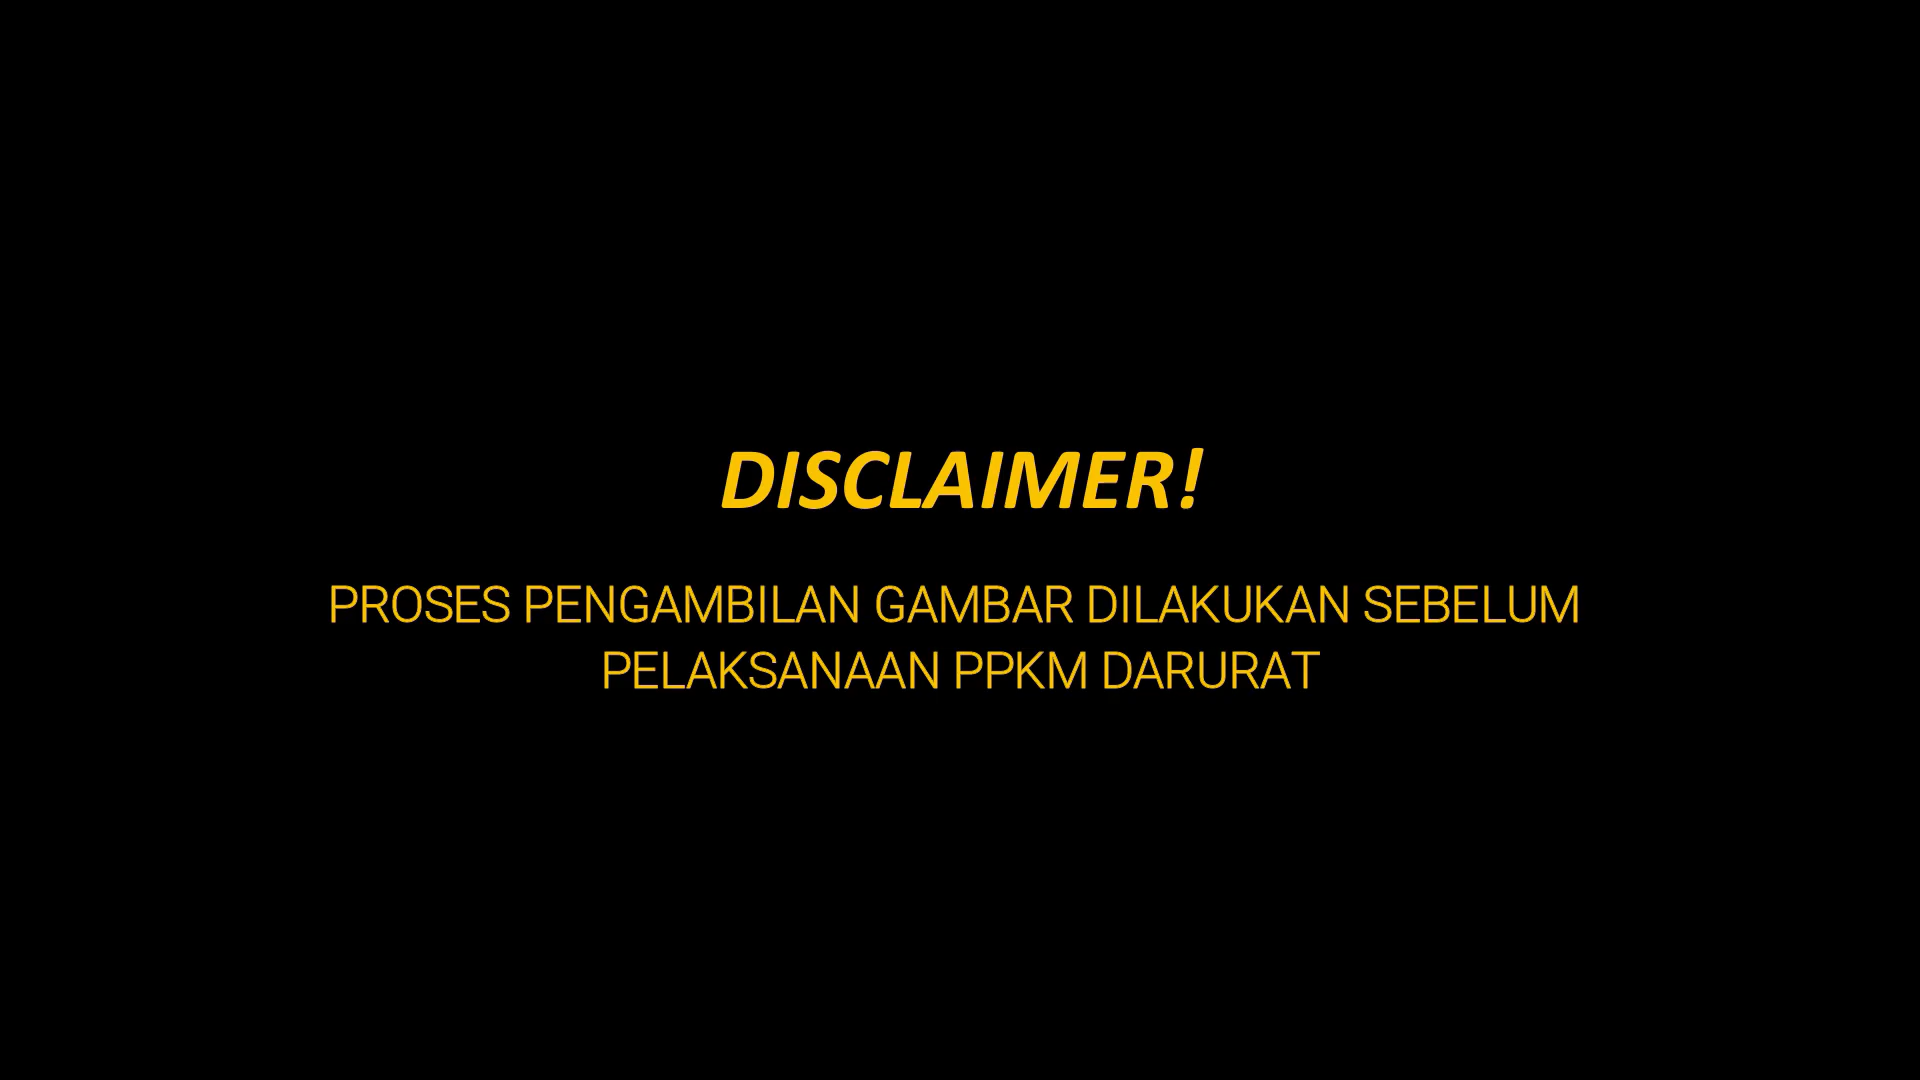 DISCLAIMER!
PROSES PENGAMBILAN GAMBAR DILAKUKAN SEBELUM
PELAKSANAAN PPKM DARURAT